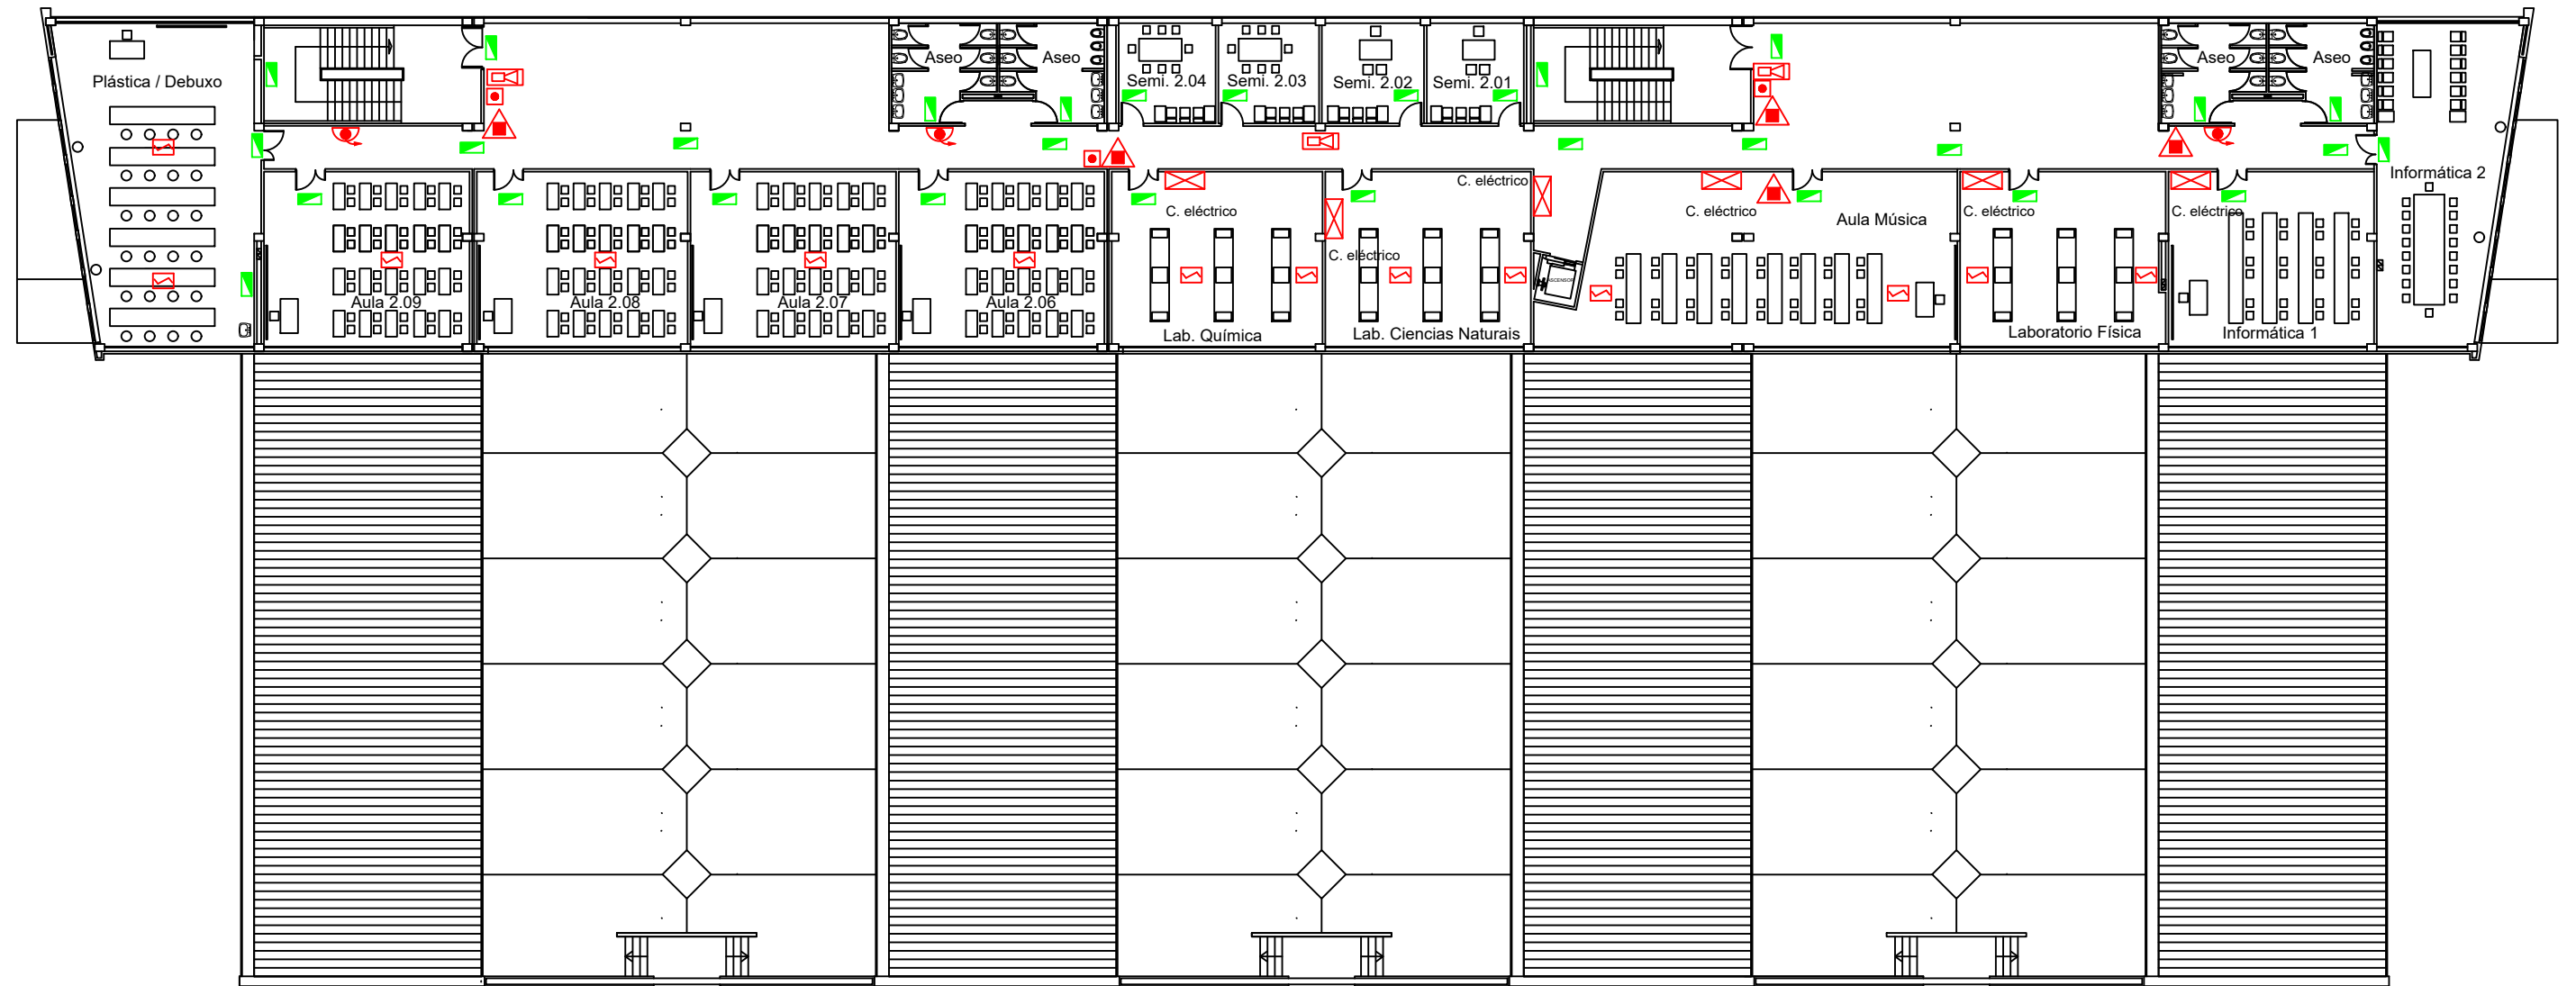 Plástica / Debuxo
Aseo
Aseo
Semi. 2.04
Semi. 2.03
Semi. 2.02
Semi. 2.01
Aseo
Aseo
Informática 2
C. eléctrico
C. eléctrico
C. eléctrico
C. eléctrico
C. eléctrico
C. eléctrico
Aula Música
ASCENSOR
Aula 2.09
Aula 2.08
Aula 2.07
Aula 2.06
Lab. Química
Lab. Ciencias Naturais
Laboratorio Física
Informática 1